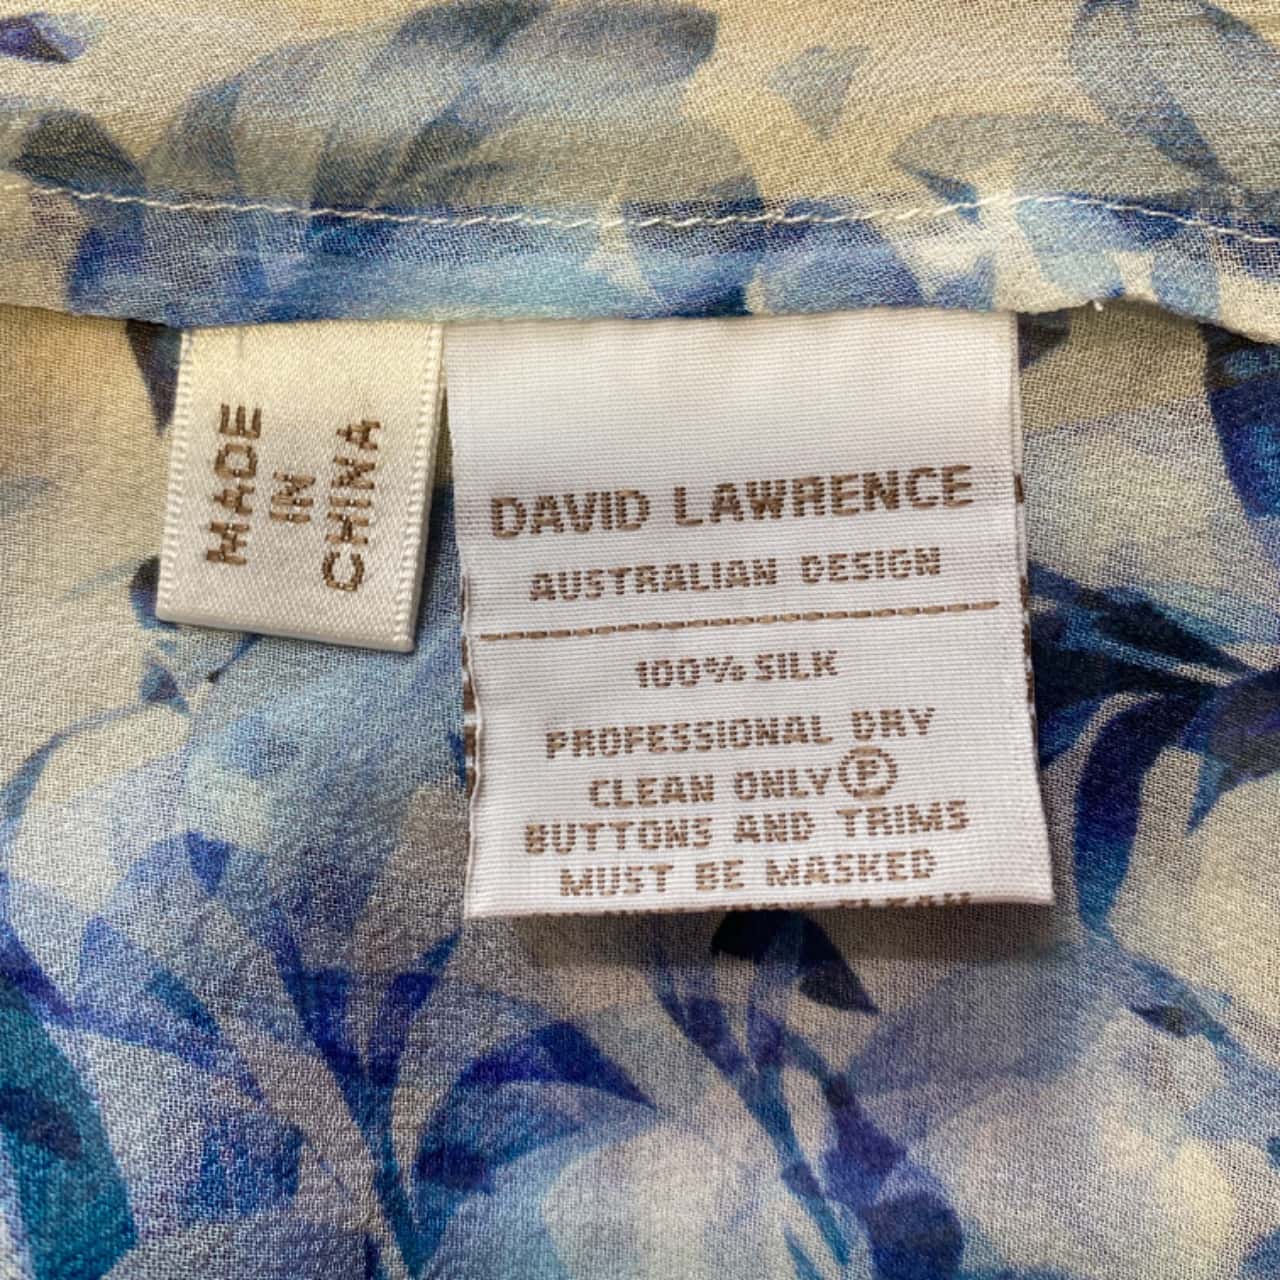 MADE
IN
CHINA
DAVID LAWRENCE
AUSTRALIAN DESIGN
100% SILK
PROFESSIONAL DRY
CLEAN ONLY Ⓟ
BUTTONS AND TRIMS
MUST BE MASKED